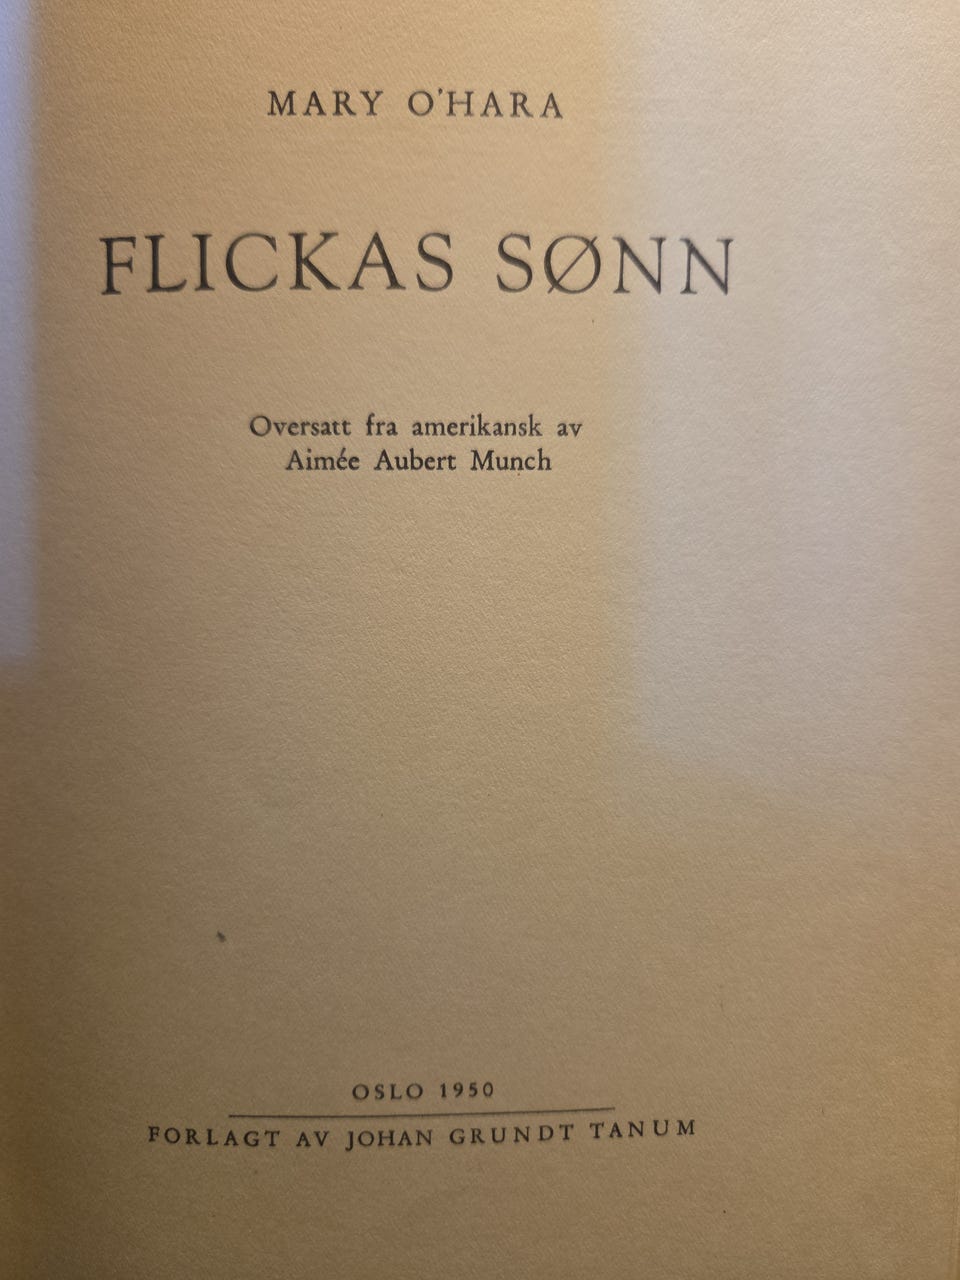 MARY O'HARA
FLICKAS SØNN
Oversatt fra amerikansk av
Aimée Aubert Munch
OSLO 1950
FORLAGT AV JOHAN GRUNDT TANUM